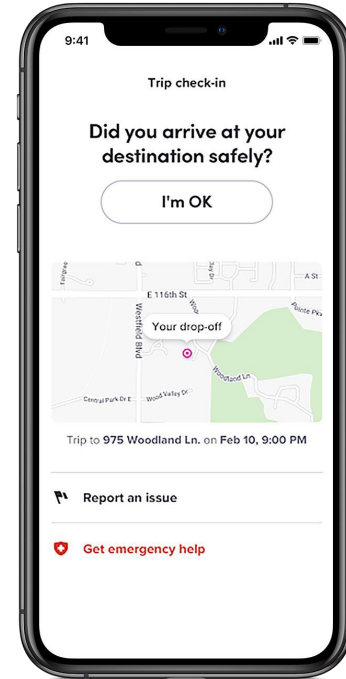 9:41
Trip check-in
Did you arrive at your
destination safely?
I'm OK
A St
E 116th St
Your drop-off
Westfield Blvd
Woodland Ln
Central Park Dr E
Wood Valley Dr
Trip to 975 Woodland Ln. on Feb 10, 9:00 PM
Report an issue
Get emergency help